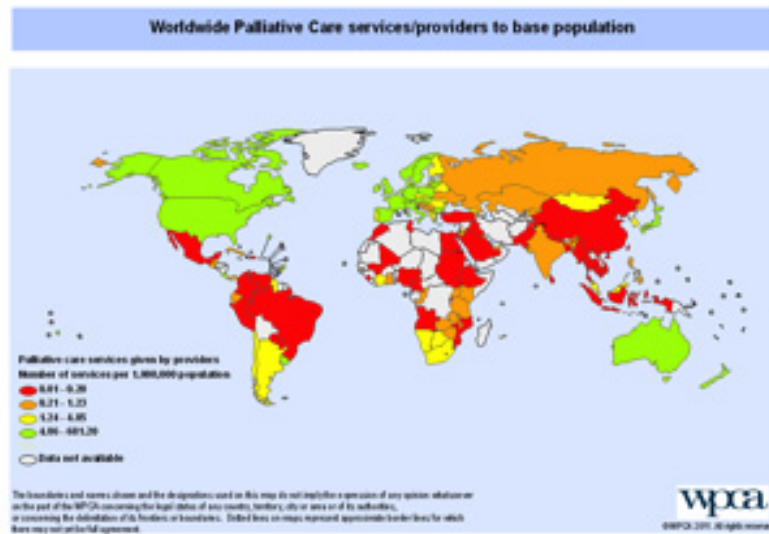 Worldwide Palliative Care services/providers to base population
Palliative care services given by providers
Number of services per 1,000,000 population
0.01 - 0.20
0.21 - 1.23
1.24 - 4.05
4.06 - 681.20
Data not available
The boundaries and names shown and the designations used on this map do not imply the expression of any opinion whatsoever
on the part of the WPCA concerning the legal status of any country, territory, city or area or of its authorities,
or concerning the delimitation of its frontiers or boundaries. Dotted lines on maps represent approximate border lines for which
there may not yet be full agreement.
wpca
©WPCA 2011. All rights reserved